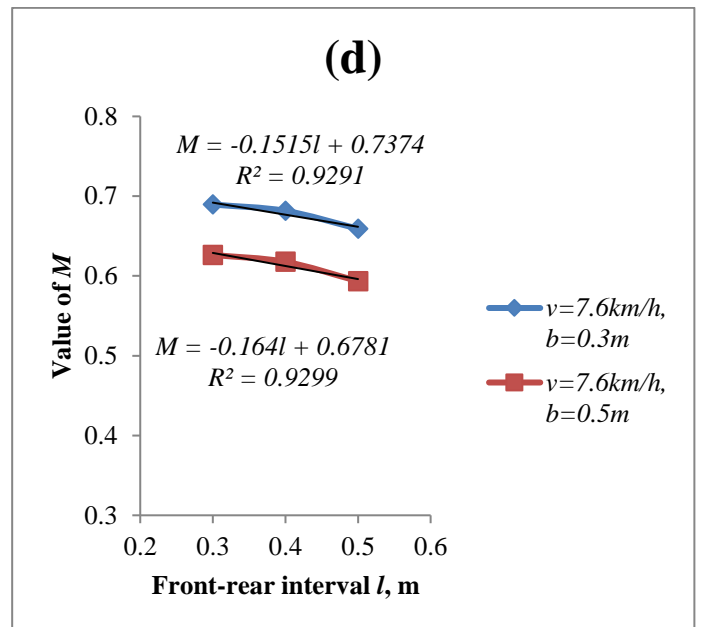 (d)
0.8
0.7
0.6
0.5
0.4
0.3
Value of M
M = -0.1515l + 0.7374
R² = 0.9291
M = -0.164l + 0.6781
R² = 0.9299
0.2 0.3 0.4 0.5 0.6
Front-rear interval l, m
v=7.6km/h,
b=0.3m
v=7.6km/h,
b=0.5m